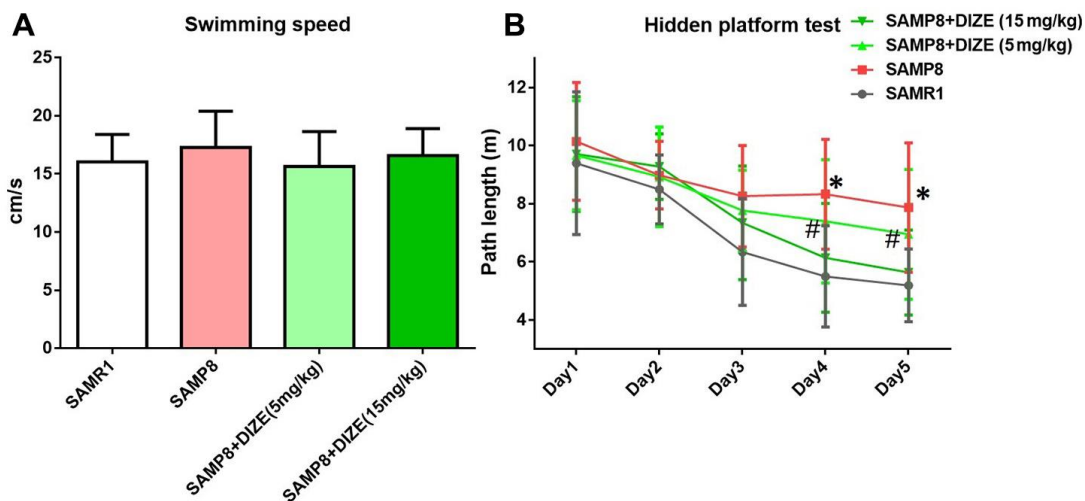 A
Swimming speed
cm/s
25
20
15
10
5
0
SAMR1
SAMP8
SAMP8+DIZE(5mg/kg)
SAMP8+DIZE(15mg/kg)
B
Hidden platform test
SAMP8+DIZE (15 mg/kg)
SAMP8+DIZE (5 mg/kg)
SAMP8
SAMR1
Path length (m)
12
10
8
6
4
*
*
#
#
Day1
Day2
Day3
Day4
Day5